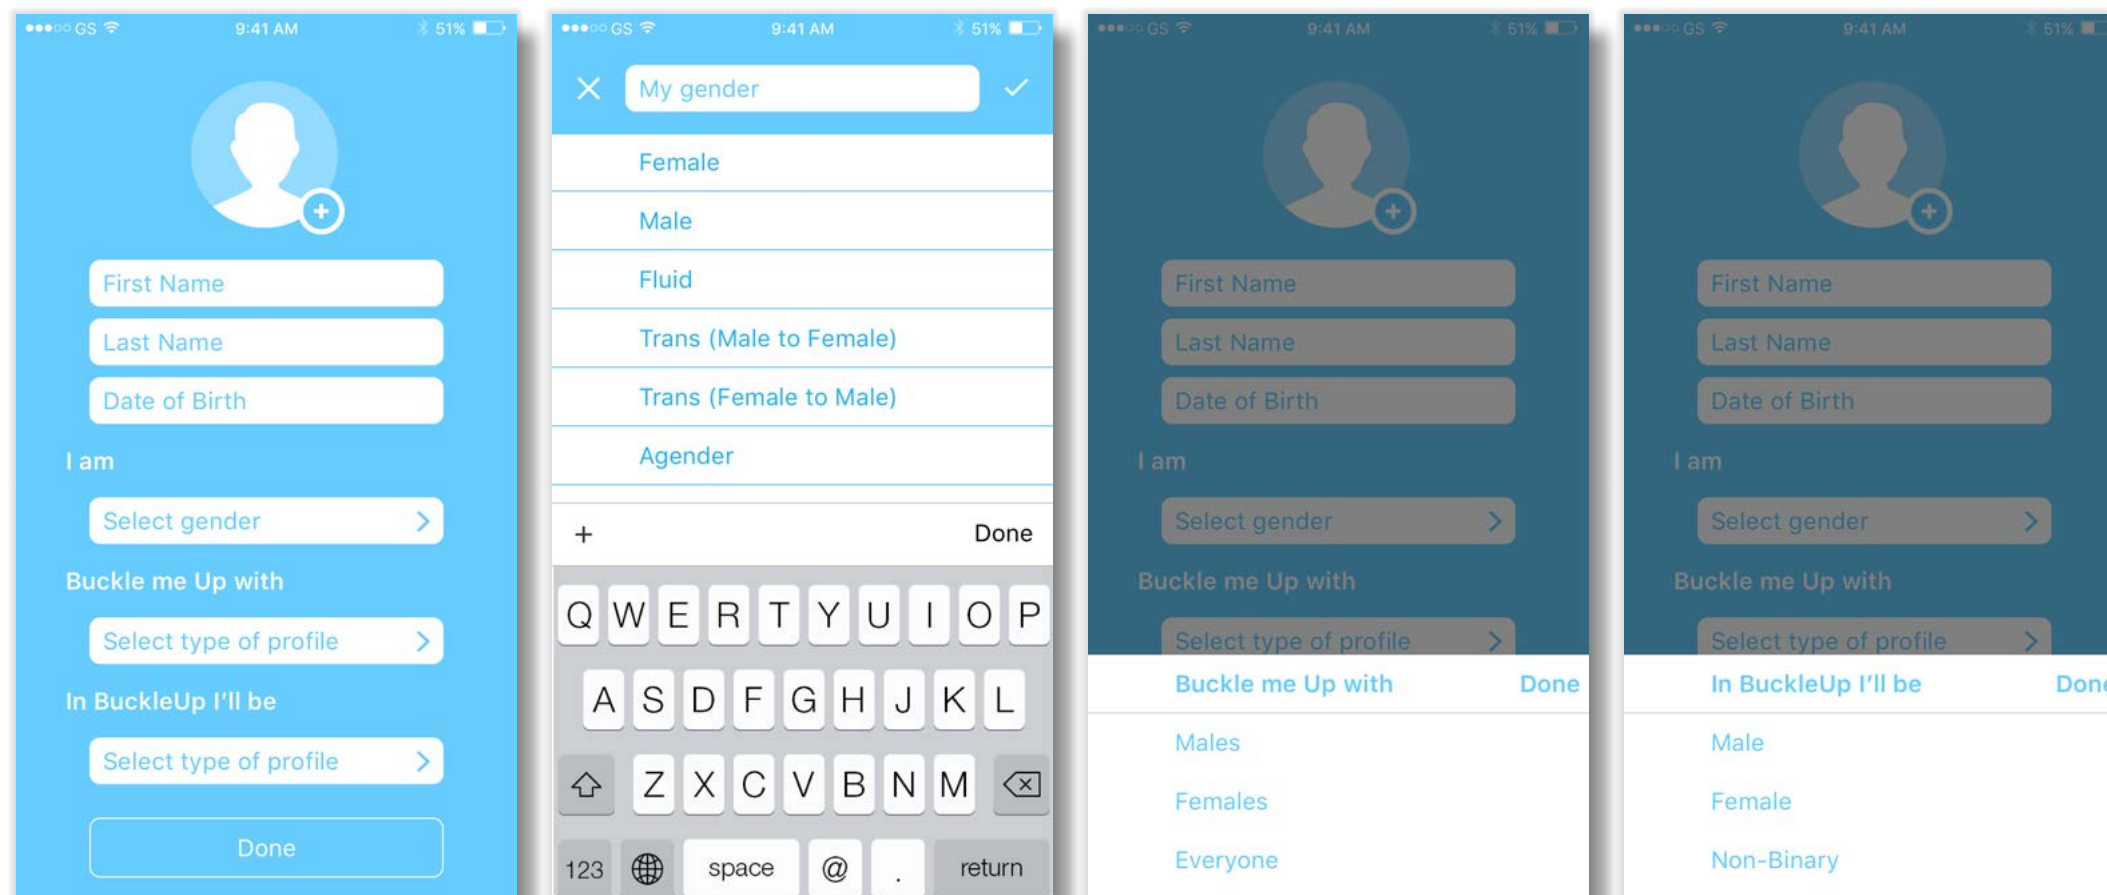 GS 9:41 AM 51%
+
First Name
Last Name
Date of Birth
I am
Select gender
Buckle me Up with
Select type of profile
In BuckleUp I'll be
Select type of profile
Done
GS 9:41 AM 51%
My gender
Female
Male
Fluid
Trans (Male to Female)
Trans (Female to Male)
Agender
+ Done
Q W E R T Y U I O P
A S D F G H J K L
Z X C V B N M
123 space @ . return
GS 9:41 AM 51%
+
First Name
Last Name
Date of Birth
I am
Select gender
Buckle me Up with
Select type of profile
Buckle me Up with Done
Males
Females
Everyone
GS 9:41 AM 51%
+
First Name
Last Name
Date of Birth
I am
Select gender
Buckle me Up with
Select type of profile
In BuckleUp I'll be Done
Male
Female
Non-Binary